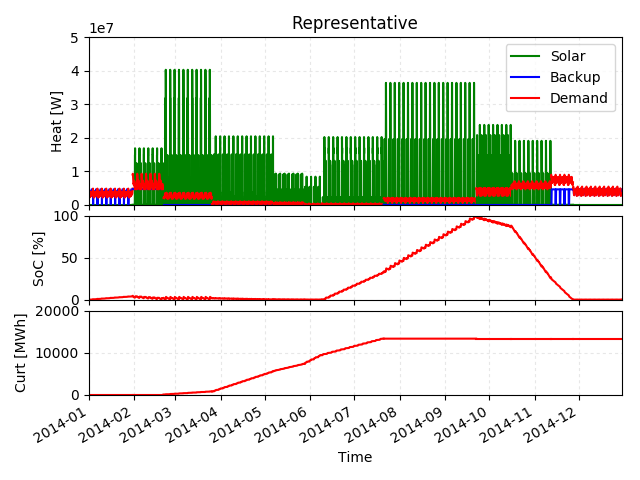 Representative
1e7
Heat [W]
5
4
3
2
1
0
Solar
Backup
Demand
SoC [%]
100
50
0
Curt [MWh]
20000
10000
0
2014-01 2014-02 2014-03 2014-04 2014-05 2014-06 2014-07 2014-08 2014-09 2014-10 2014-11 2014-12
Time